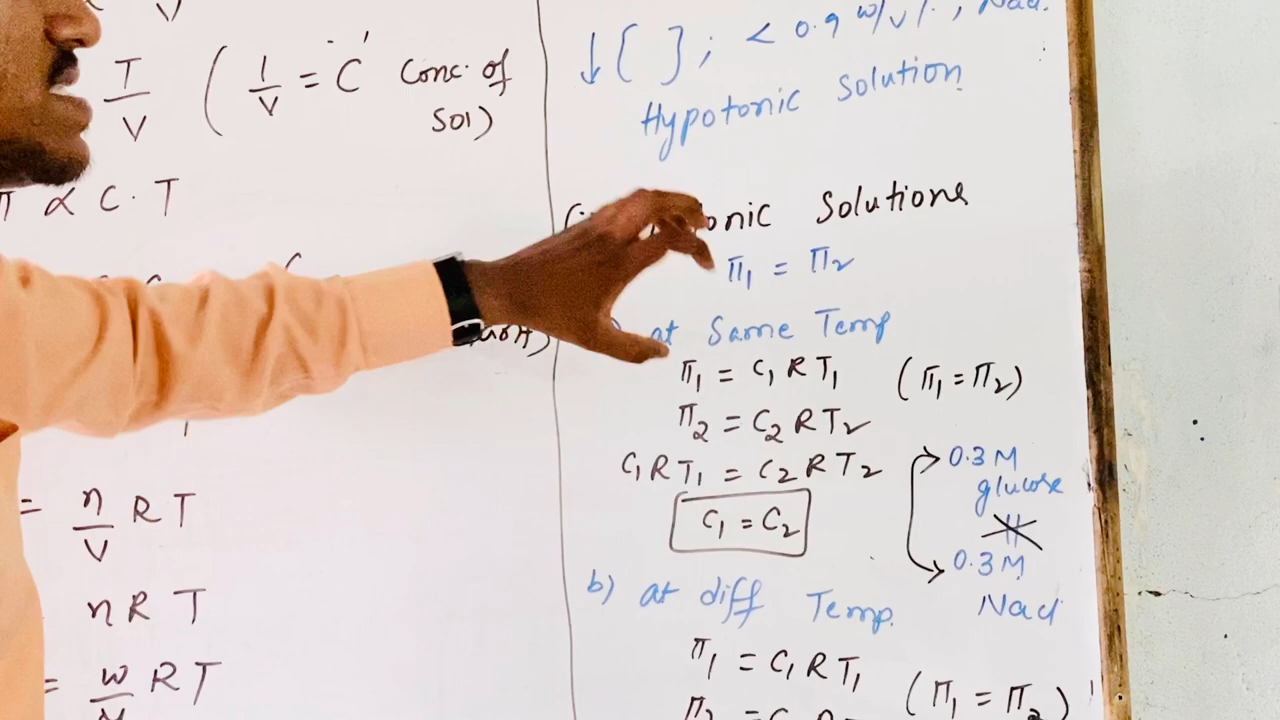 V
T/V ( 1/V = C' Conc. of
Sol)
π ∝ C. T
= n/V RT
nRT
= w RT
↓ [ ] ; < 0.9 w/v %, Nacl.
Hypotonic Solution
onic Solutions
π₁ = π₂
at Same Temp
π₁ = C₁ R T₁ (π₁ = π₂)
π₂ = C₂ R T₂
C₁ R T₁ = C₂ R T₂
C₁ = C₂
0.3 M
glucose
0.3 M
Nacl
b) at diff Temp.
π₁ = C₁ R T₁
(π₁ = π₂)